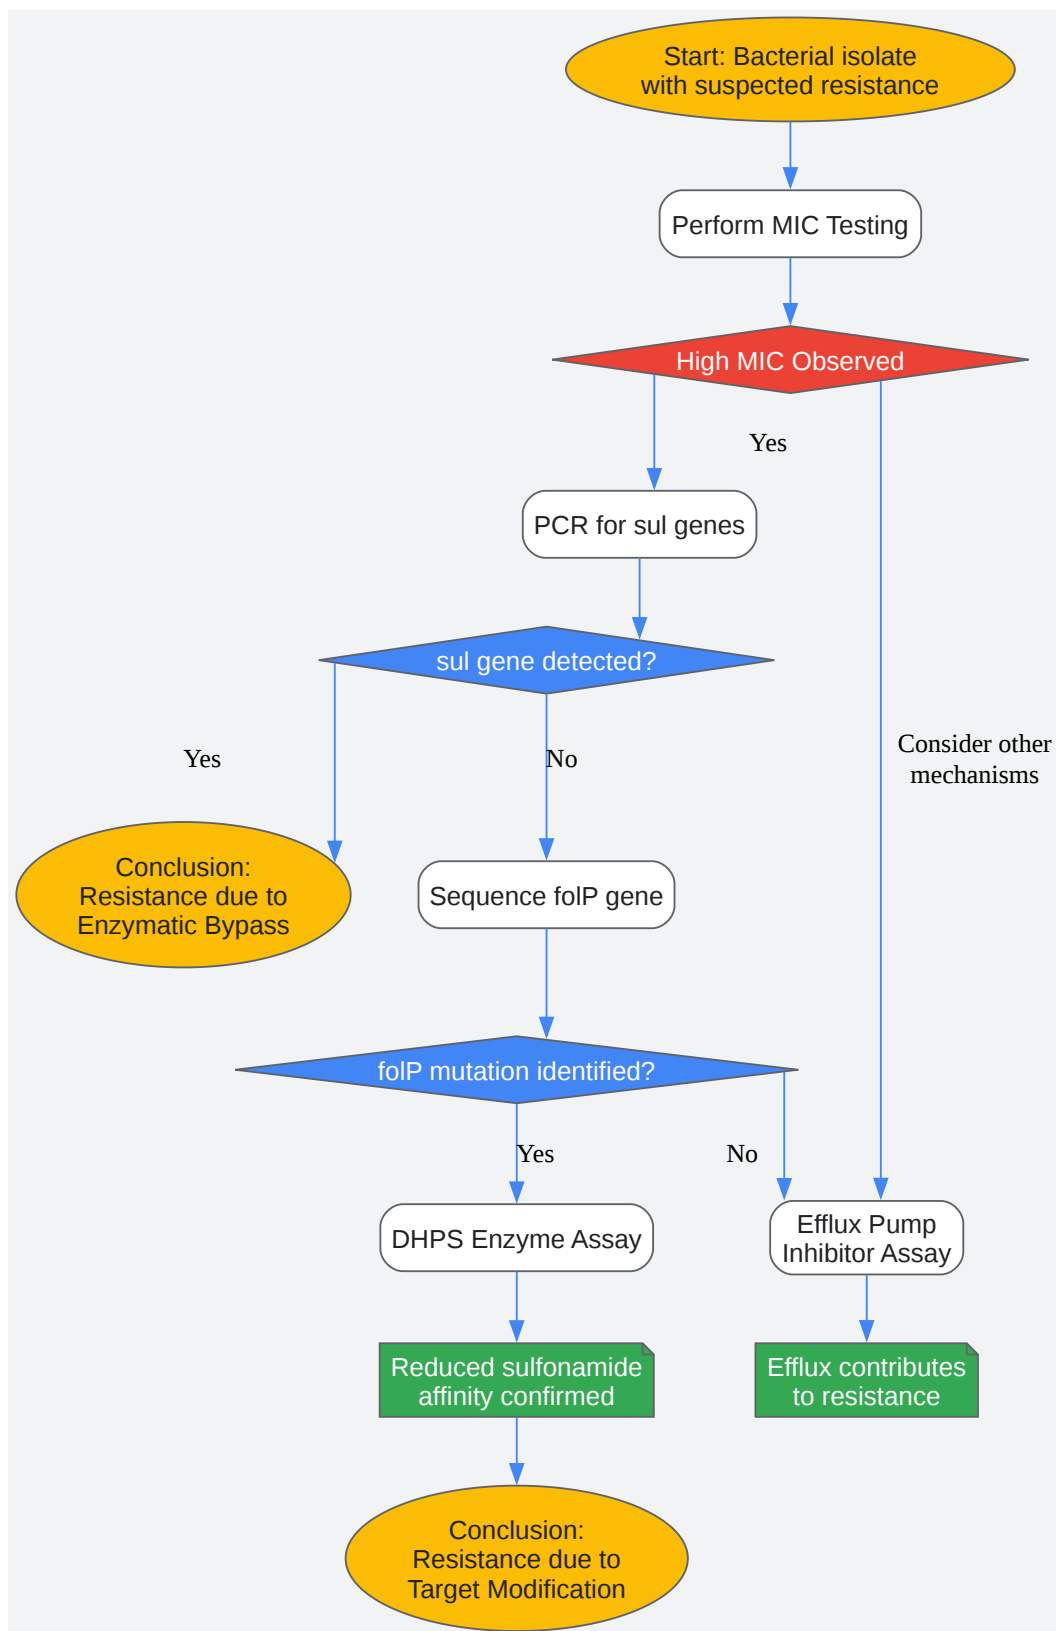 Start: Bacterial isolate
with suspected resistance
Perform MIC Testing
High MIC Observed
Yes
PCR for sul genes
sul gene detected?
Consider other
mechanisms
Yes
No
Conclusion:
Resistance due to
Enzymatic Bypass
Sequence folP gene
folP mutation identified?
Yes
No
DHPS Enzyme Assay
Efflux Pump
Inhibitor Assay
Reduced sulfonamide
affinity confirmed
Efflux contributes
to resistance
Conclusion:
Resistance due to
Target Modification